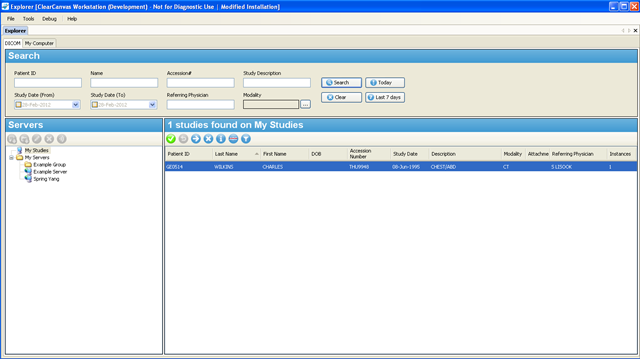 Explorer [ClearCanvas Workstation (Development) - Not for Diagnostic Use | Modified Installation]
File Tools Debug Help
Explorer
DICOM My Computer
Search
Patient ID Name Accession# Study Description
Search Today
Study Date (From) Study Date (To) Referring Physician Modality
28-Feb-2012 28-Feb-2012 ... Clear Last 7 days
Servers
My Studies
My Servers
Example Group
Example Server
Spring Yang
1 studies found on My Studies
Patient ID Last Name First Name DOB Accession Number Study Date Description Modality Attachme Referring Physician Instances
WILKINS CHARLES THU9948 08-Jun-1995 CHEST/ABD CT 1